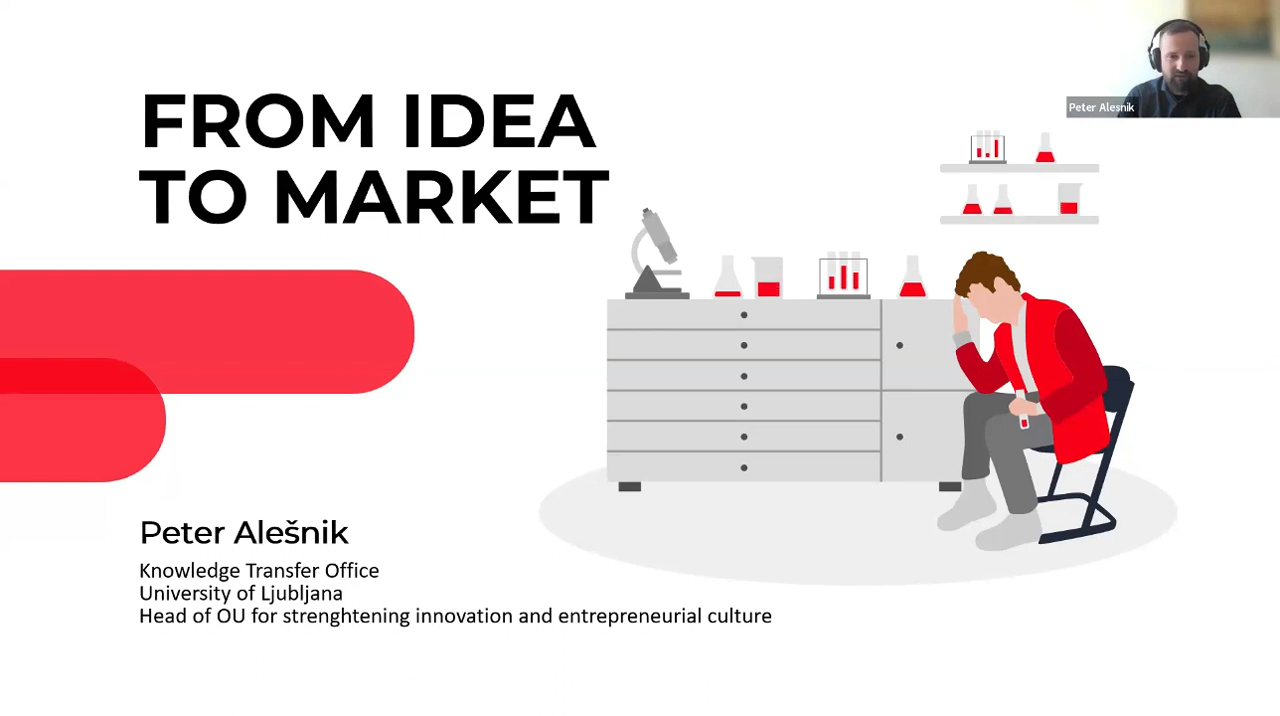 FROM IDEA
TO MARKET
Peter Alesnik
Peter Alešnik
Knowledge Transfer Office
University of Ljubljana
Head of OU for strenghtening innovation and entrepreneurial culture